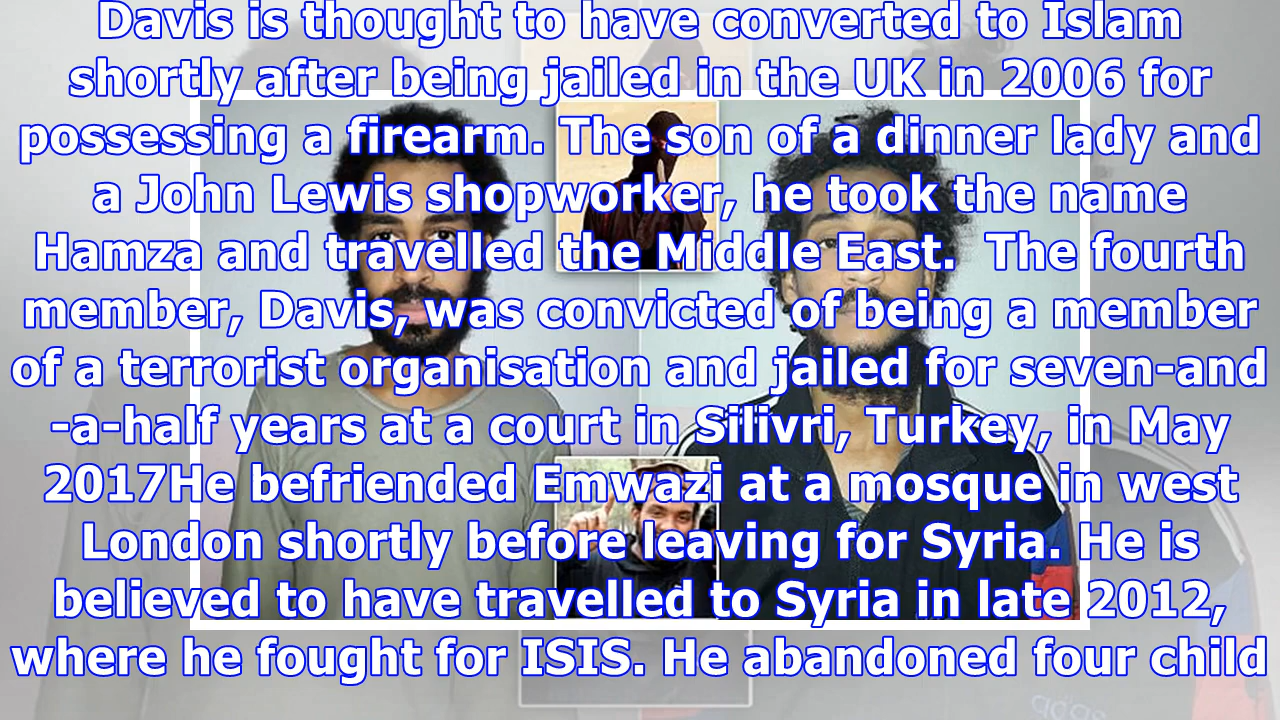 Davis is thought to have converted to Islam
shortly after being jailed in the UK in 2006 for
possessing a firearm. The son of a dinner lady and
a John Lewis shopworker, he took the name
Hamza and travelled the Middle East.  The fourth
member, Davis, was convicted of being a member
of a terrorist organisation and jailed for seven-and
-a-half years at a court in Silivri, Turkey, in May
2017He befriended Emwazi at a mosque in west
London shortly before leaving for Syria. He is
believed to have travelled to Syria in late 2012,
where he fought for ISIS. He abandoned four child
adidas